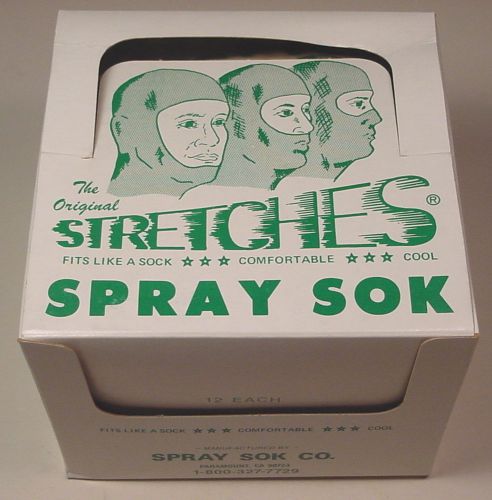 The
Original
STRETCHES®
FITS LIKE A SOCK ☆☆☆ COMFORTABLE ☆☆☆ COOL
SPRAY SOK
12 EACH
FITS LIKE A SOCK ☆☆☆ COMFORTABLE ☆☆☆ COOL
— MANUFACTURED BY —
SPRAY SOK CO.
PARAMOUNT, CA 90723
1-800-327-7729